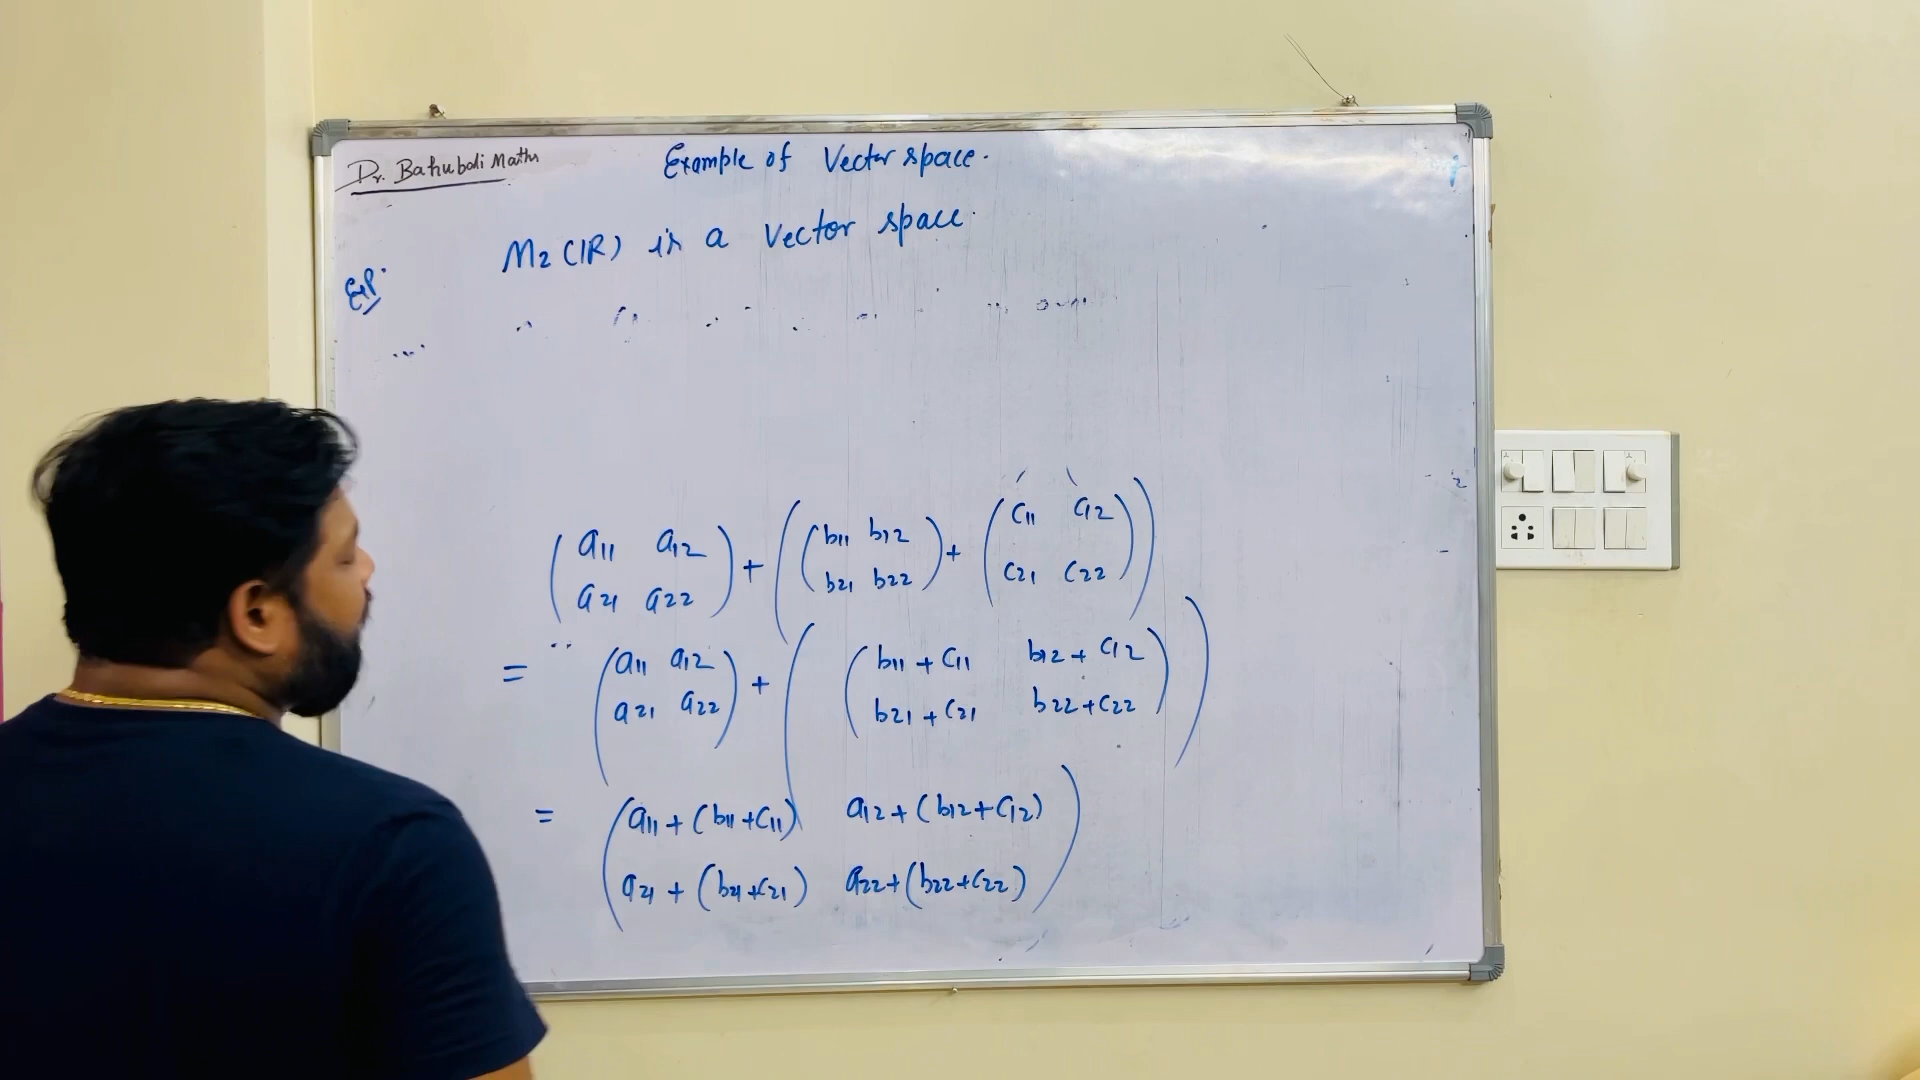 Dr. Bahubali Maths
Example of Vector space.
M2 (IR) is a Vector space.
a11 a12
a21 a22
+
b11 b12
b21 b22
+
c11 c12
c21 c22
= (a11 a12
a21 a22) + ((b11 + c11 b12 + c12
b21 + c21 b22 + c22))
= (a11 + (b11 + c11) a12 + (b12 + c12)
a21 + (b21 + c21) a22 + (b22 + c22))